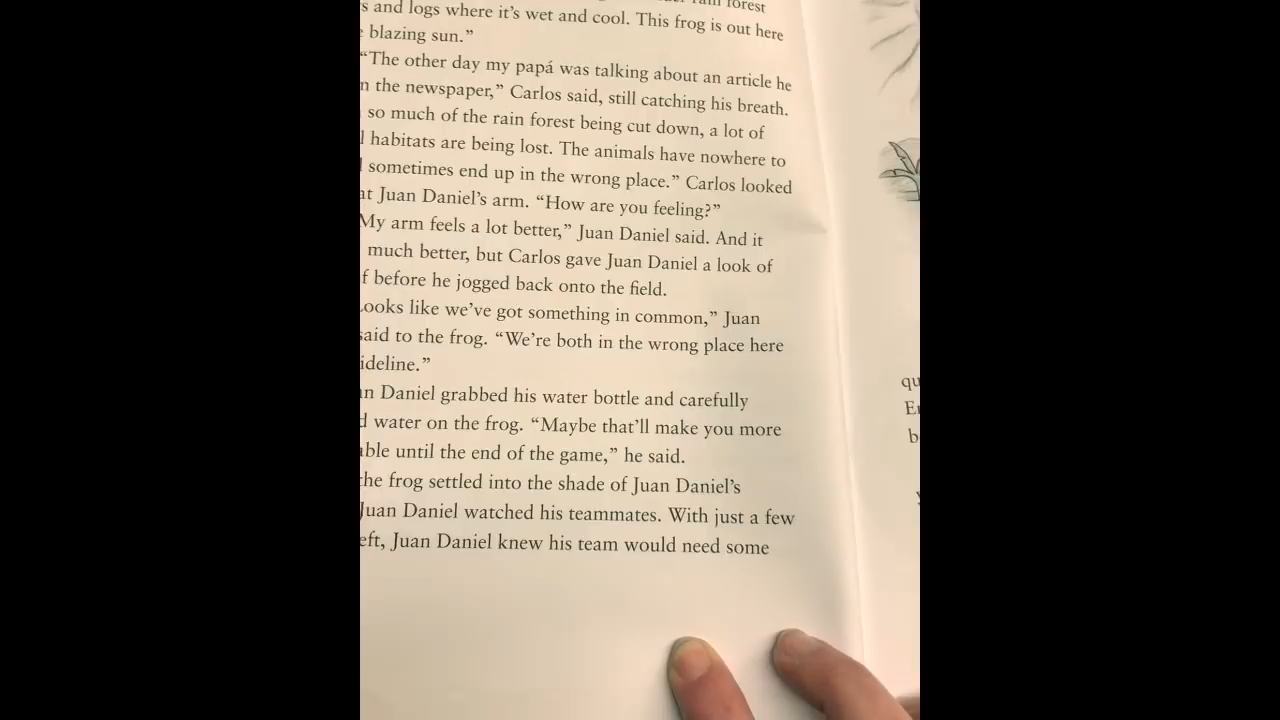 rain forest
s and logs where it's wet and cool. This frog is out here
blazing sun."
"The other day my papá was talking about an article he
n the newspaper," Carlos said, still catching his breath.
so much of the rain forest being cut down, a lot of
l habitats are being lost. The animals have nowhere to
sometimes end up in the wrong place." Carlos looked
at Juan Daniel's arm. "How are you feeling?"
My arm feels a lot better," Juan Daniel said. And it
much better, but Carlos gave Juan Daniel a look of
f before he jogged back onto the field.
ooks like we've got something in common," Juan
said to the frog. "We're both in the wrong place here
ideline."
n Daniel grabbed his water bottle and carefully
d water on the frog. "Maybe that'll make you more
able until the end of the game," he said.
the frog settled into the shade of Juan Daniel's
Juan Daniel watched his teammates. With just a few
eft, Juan Daniel knew his team would need some
qu
E
b